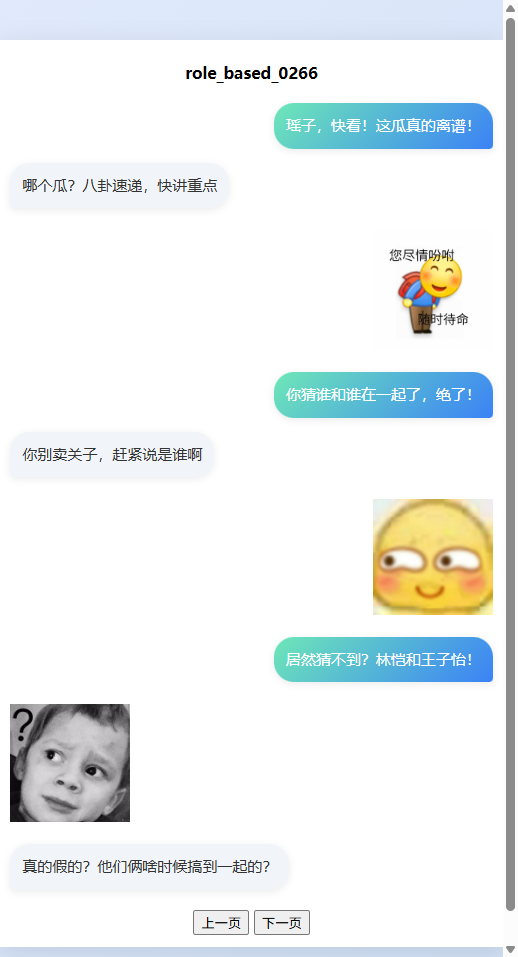 role_based_0266
瑶子，快看！这瓜真的离谱！
哪个瓜？八卦速递，快讲重点
您尽情吩咐
随时待命
你猜谁和谁在一起了，绝了！
你别卖关子，赶紧说是谁啊
居然猜不到？林恺和王子怡！
?
真的假的？他们俩啥时候搞到一起的？
上一页 下一页